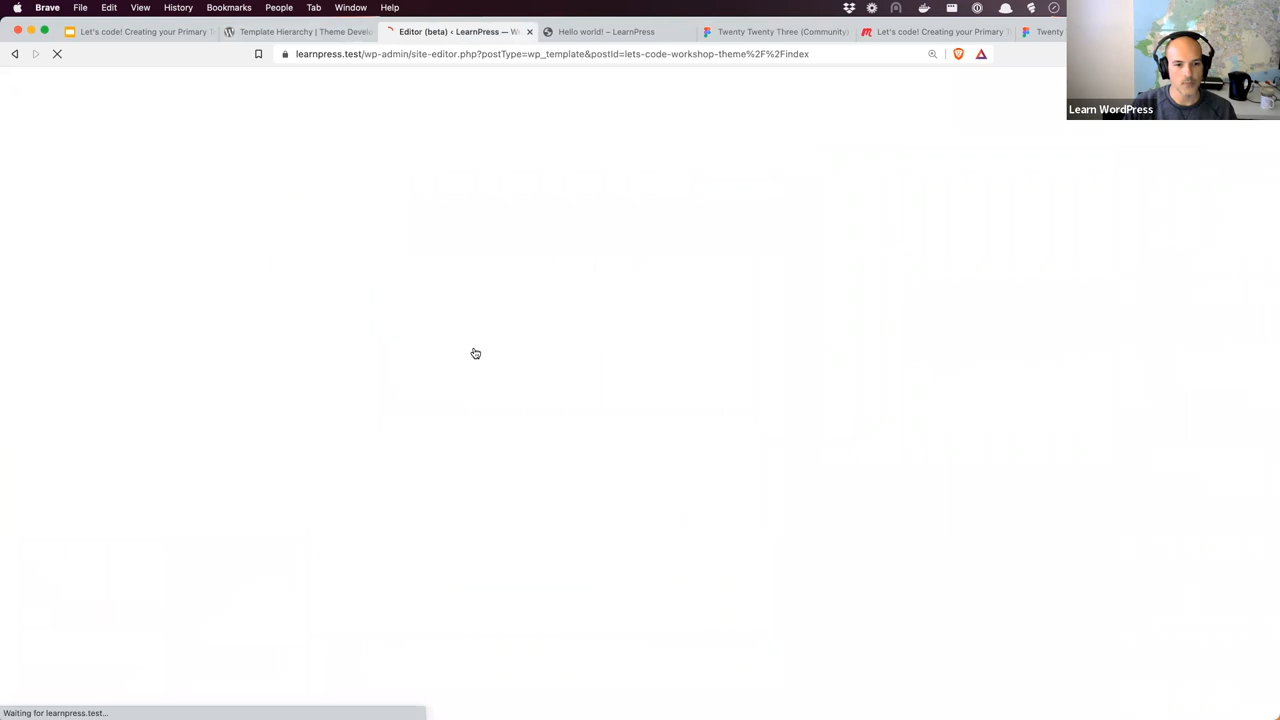 Brave File Edit View History Bookmarks People Tab Window Help
Let's code! Creating your Primary T
Template Hierarchy | Theme Develo
Editor (beta) ‹ LearnPress — W
Hello world! – LearnPress
Twenty Twenty Three (Community)
Let's code! Creating your Primary T
Twenty
learnpress.test/wp-admin/site-editor.php?postType=wp_template&postId=lets-code-workshop-theme%2F%2Findex
Learn WordPress
Waiting for learnpress.test...